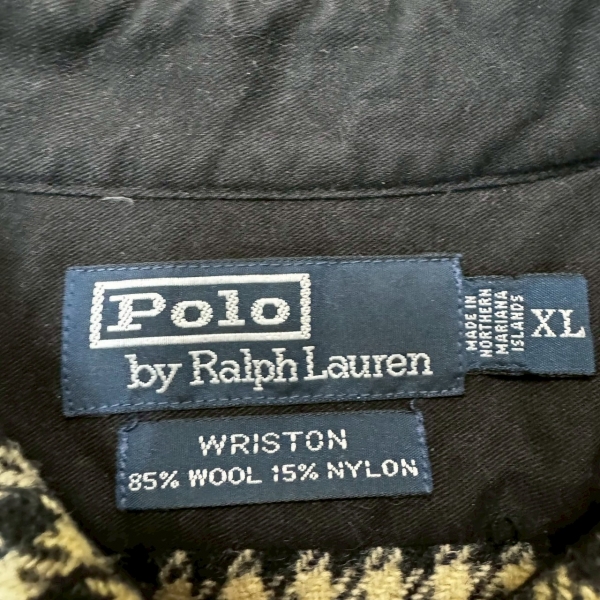 Polo
by Ralph Lauren
MADE IN
NORTHERN
MARIANA
ISLANDS
XL
WRISTON
85% WOOL 15% NYLON